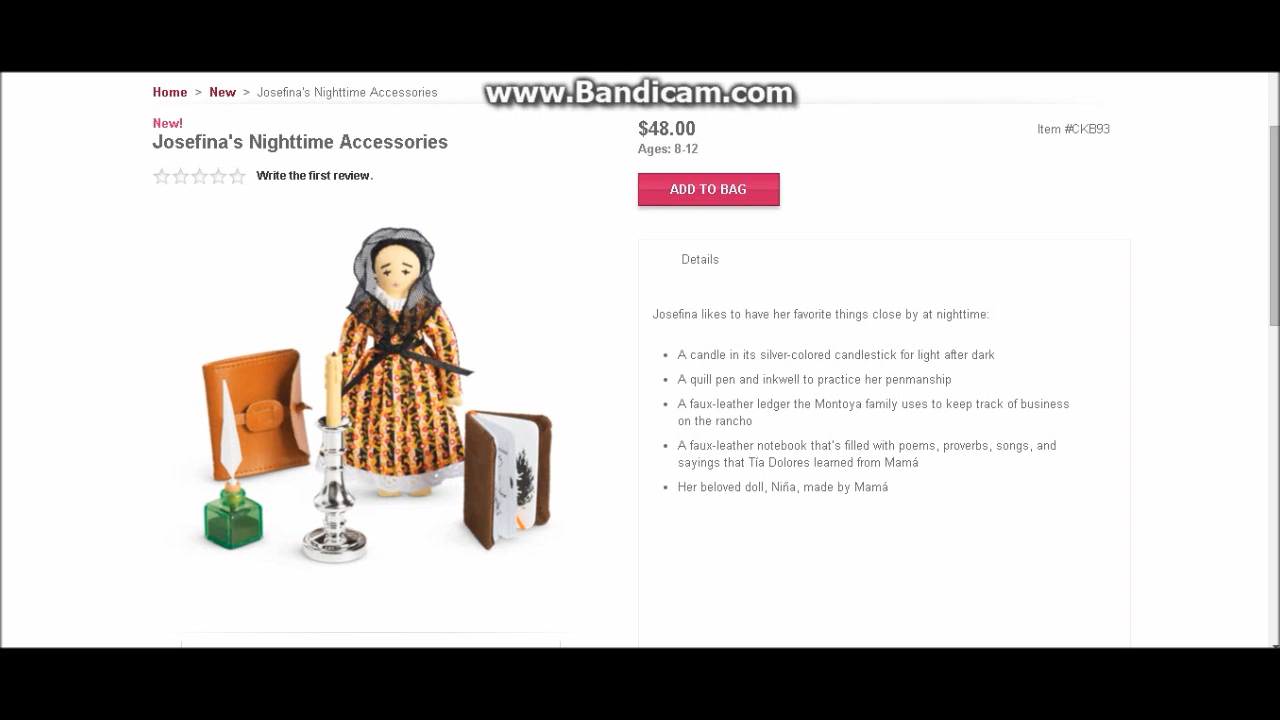 www.Bandicam.com
Home > New > Josefina's Nighttime Accessories
New!
Josefina's Nighttime Accessories
Write the first review.
$48.00
Ages: 8-12
Item #CKB93
ADD TO BAG
Details
Josefina likes to have her favorite things close by at nighttime:
• A candle in its silver-colored candlestick for light after dark
• A quill pen and inkwell to practice her penmanship
• A faux-leather ledger the Montoya family uses to keep track of business
on the rancho
• A faux-leather notebook that's filled with poems, proverbs, songs, and
sayings that Tía Dolores learned from Mamá
• Her beloved doll, Niña, made by Mamá